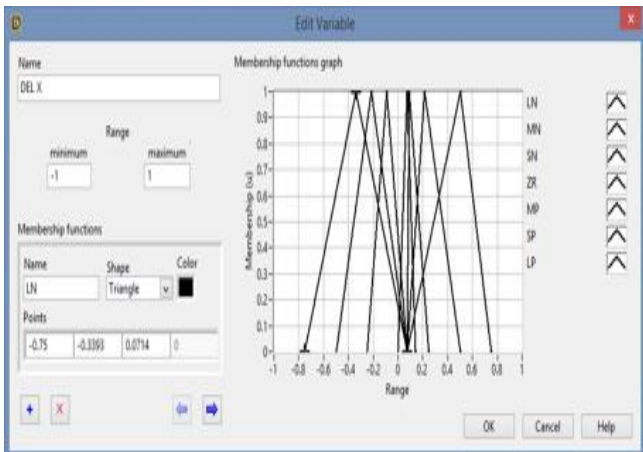 Edit Variable
Name
DEL X
Range
minimum
maximum
-1
1
Membership functions
Name
Shape
Color
LN
Triangle
Points
-0.75
-0.3393
0.0714
0
Membership functions graph
Membership (u)
1
0.9
0.8
0.7
0.6
0.5
0.4
0.3
0.2
0.1
0
-1
-0.8
-0.6
-0.4
-0.2
0
0.2
0.4
0.6
0.8
1
Range
LN
MN
SN
ZR
MP
SP
LP
OK
Cancel
Help